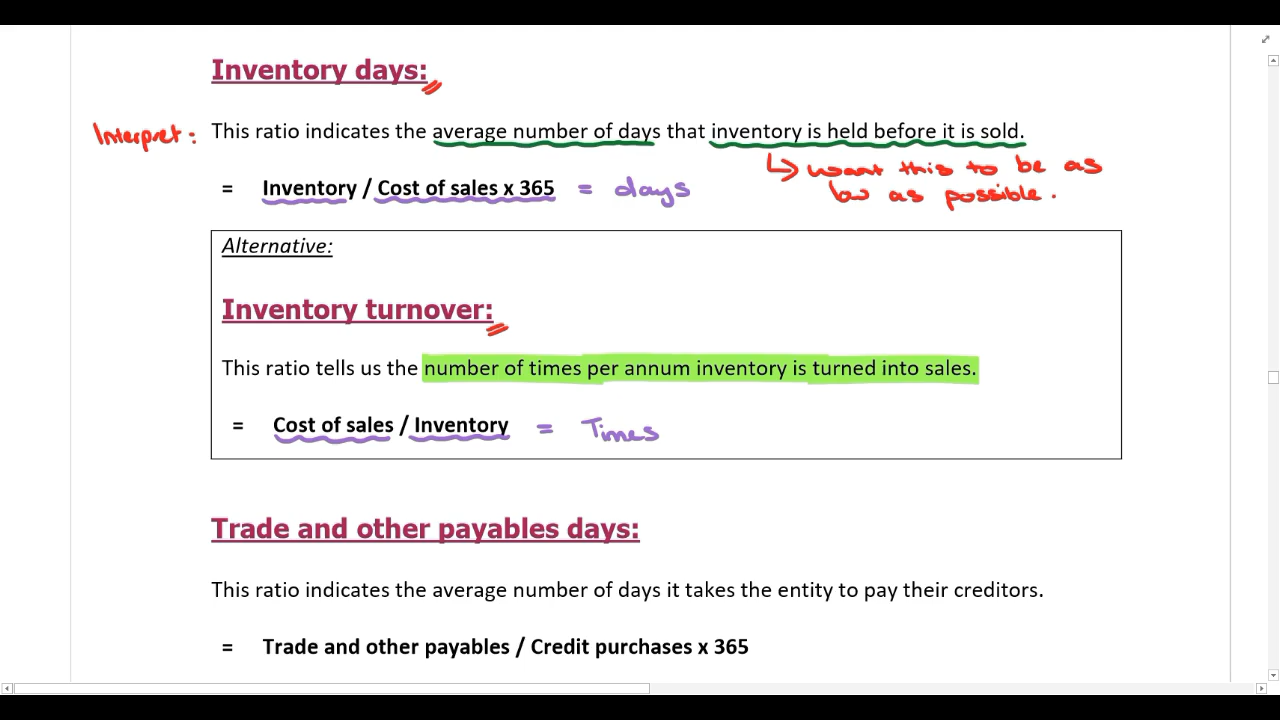 Inventory days:
Interpret: This ratio indicates the average number of days that inventory is held before it is sold.
↳ want this to be as
low as possible.
= Inventory / Cost of sales x 365 = days
Alternative:
Inventory turnover:
This ratio tells us the number of times per annum inventory is turned into sales.
= Cost of sales / Inventory = Times
Trade and other payables days:
This ratio indicates the average number of days it takes the entity to pay their creditors.
= Trade and other payables / Credit purchases x 365